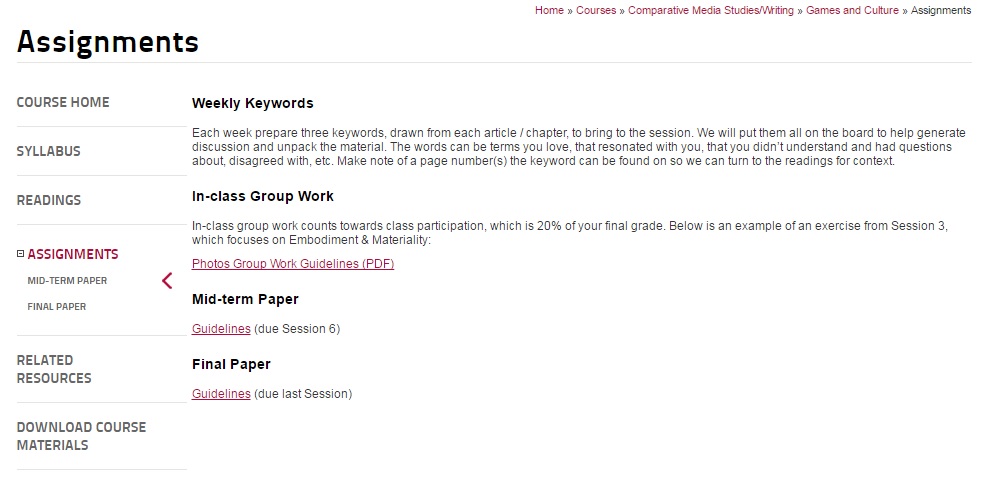 Home » Courses » Comparative Media Studies/Writing » Games and Culture » Assignments
Assignments
COURSE HOME
SYLLABUS
READINGS
ASSIGNMENTS
MID-TERM PAPER
FINAL PAPER
RELATED
RESOURCES
DOWNLOAD COURSE
MATERIALS
Weekly Keywords
Each week prepare three keywords, drawn from each article / chapter, to bring to the session. We will put them all on the board to help generate
discussion and unpack the material. The words can be terms you love, that resonated with you, that you didn’t understand and had questions
about, disagreed with, etc. Make note of a page number(s) the keyword can be found on so we can turn to the readings for context.
In-class Group Work
In-class group work counts towards class participation, which is 20% of your final grade. Below is an example of an exercise from Session 3,
which focuses on Embodiment & Materiality:
Photos Group Work Guidelines (PDF)
Mid-term Paper
Guidelines (due Session 6)
Final Paper
Guidelines (due last Session)